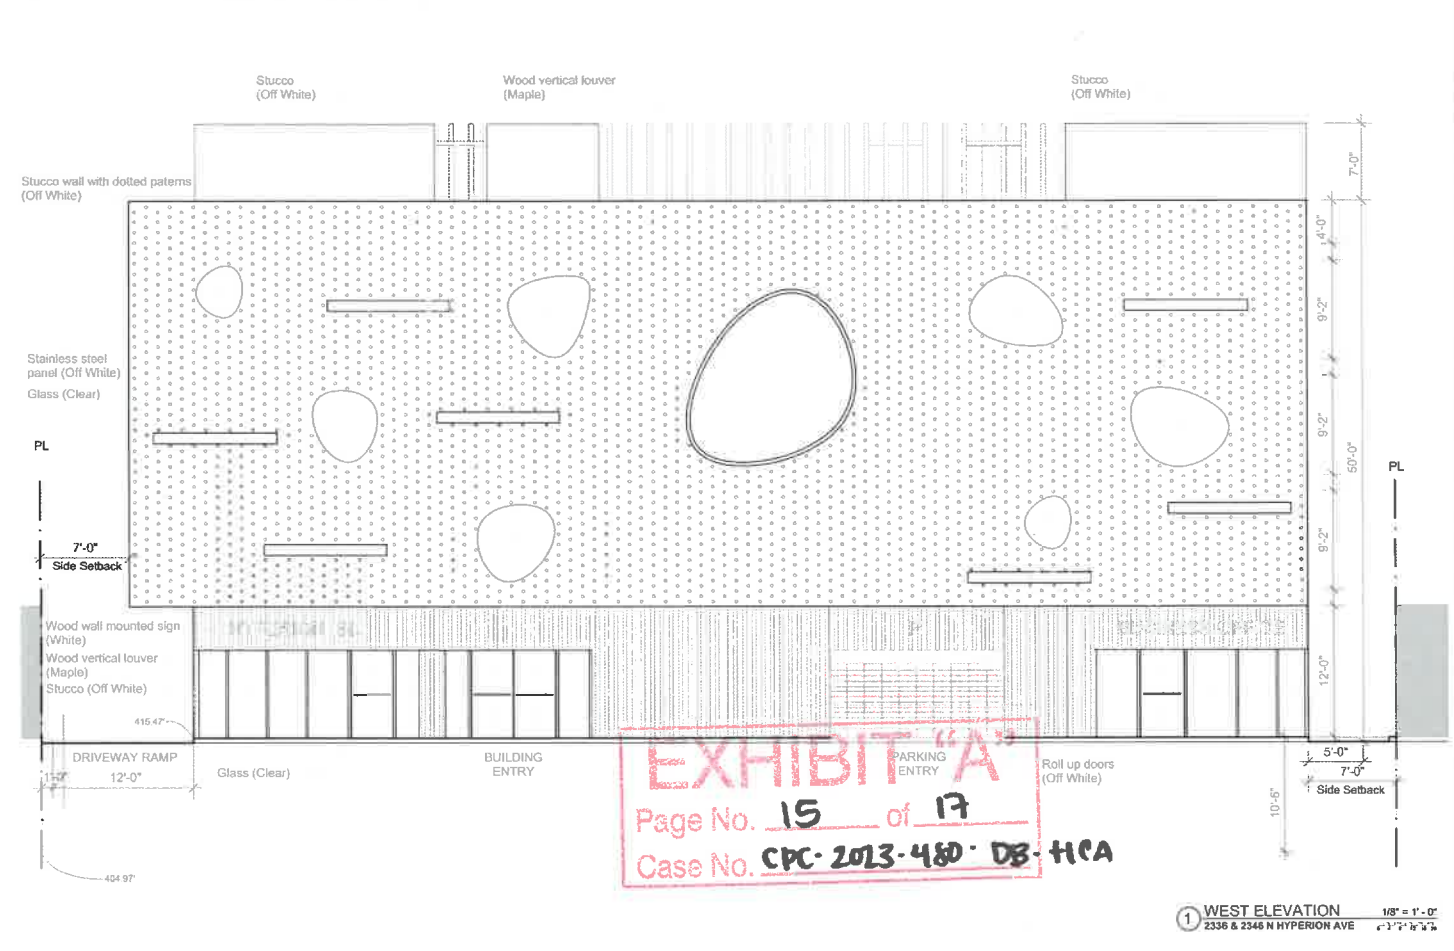 Stucco
(Off White)
Wood vertical louver
(Maple)
Stucco
(Off White)
7'-0"
Stucco wall with dotted paterns
(Off White)
4'-0"
9'-2"
Stainless steel
panel (Off White)
Glass (Clear)
9'-2"
50'-0"
PL
PL
9'-2"
7'-0"
Side Setback
Wood wall mounted sign
(White)
Wood vertical louver
(Maple)
Stucco (Off White)
12'-0"
415.47'
DRIVEWAY RAMP
12'-0"
Glass (Clear)
BUILDING
ENTRY
PARKING
ENTRY
Roll up doors
(Off White)
5'-0"
7'-0"
Side Setback
10'-6"
EXHIBIT "A"
Page No. 15 of 17
Case No. CPC-2023-480-DB-HCA
404.97'
1 WEST ELEVATION 1/8" = 1' - 0"
2336 & 2346 N HYPERION AVE